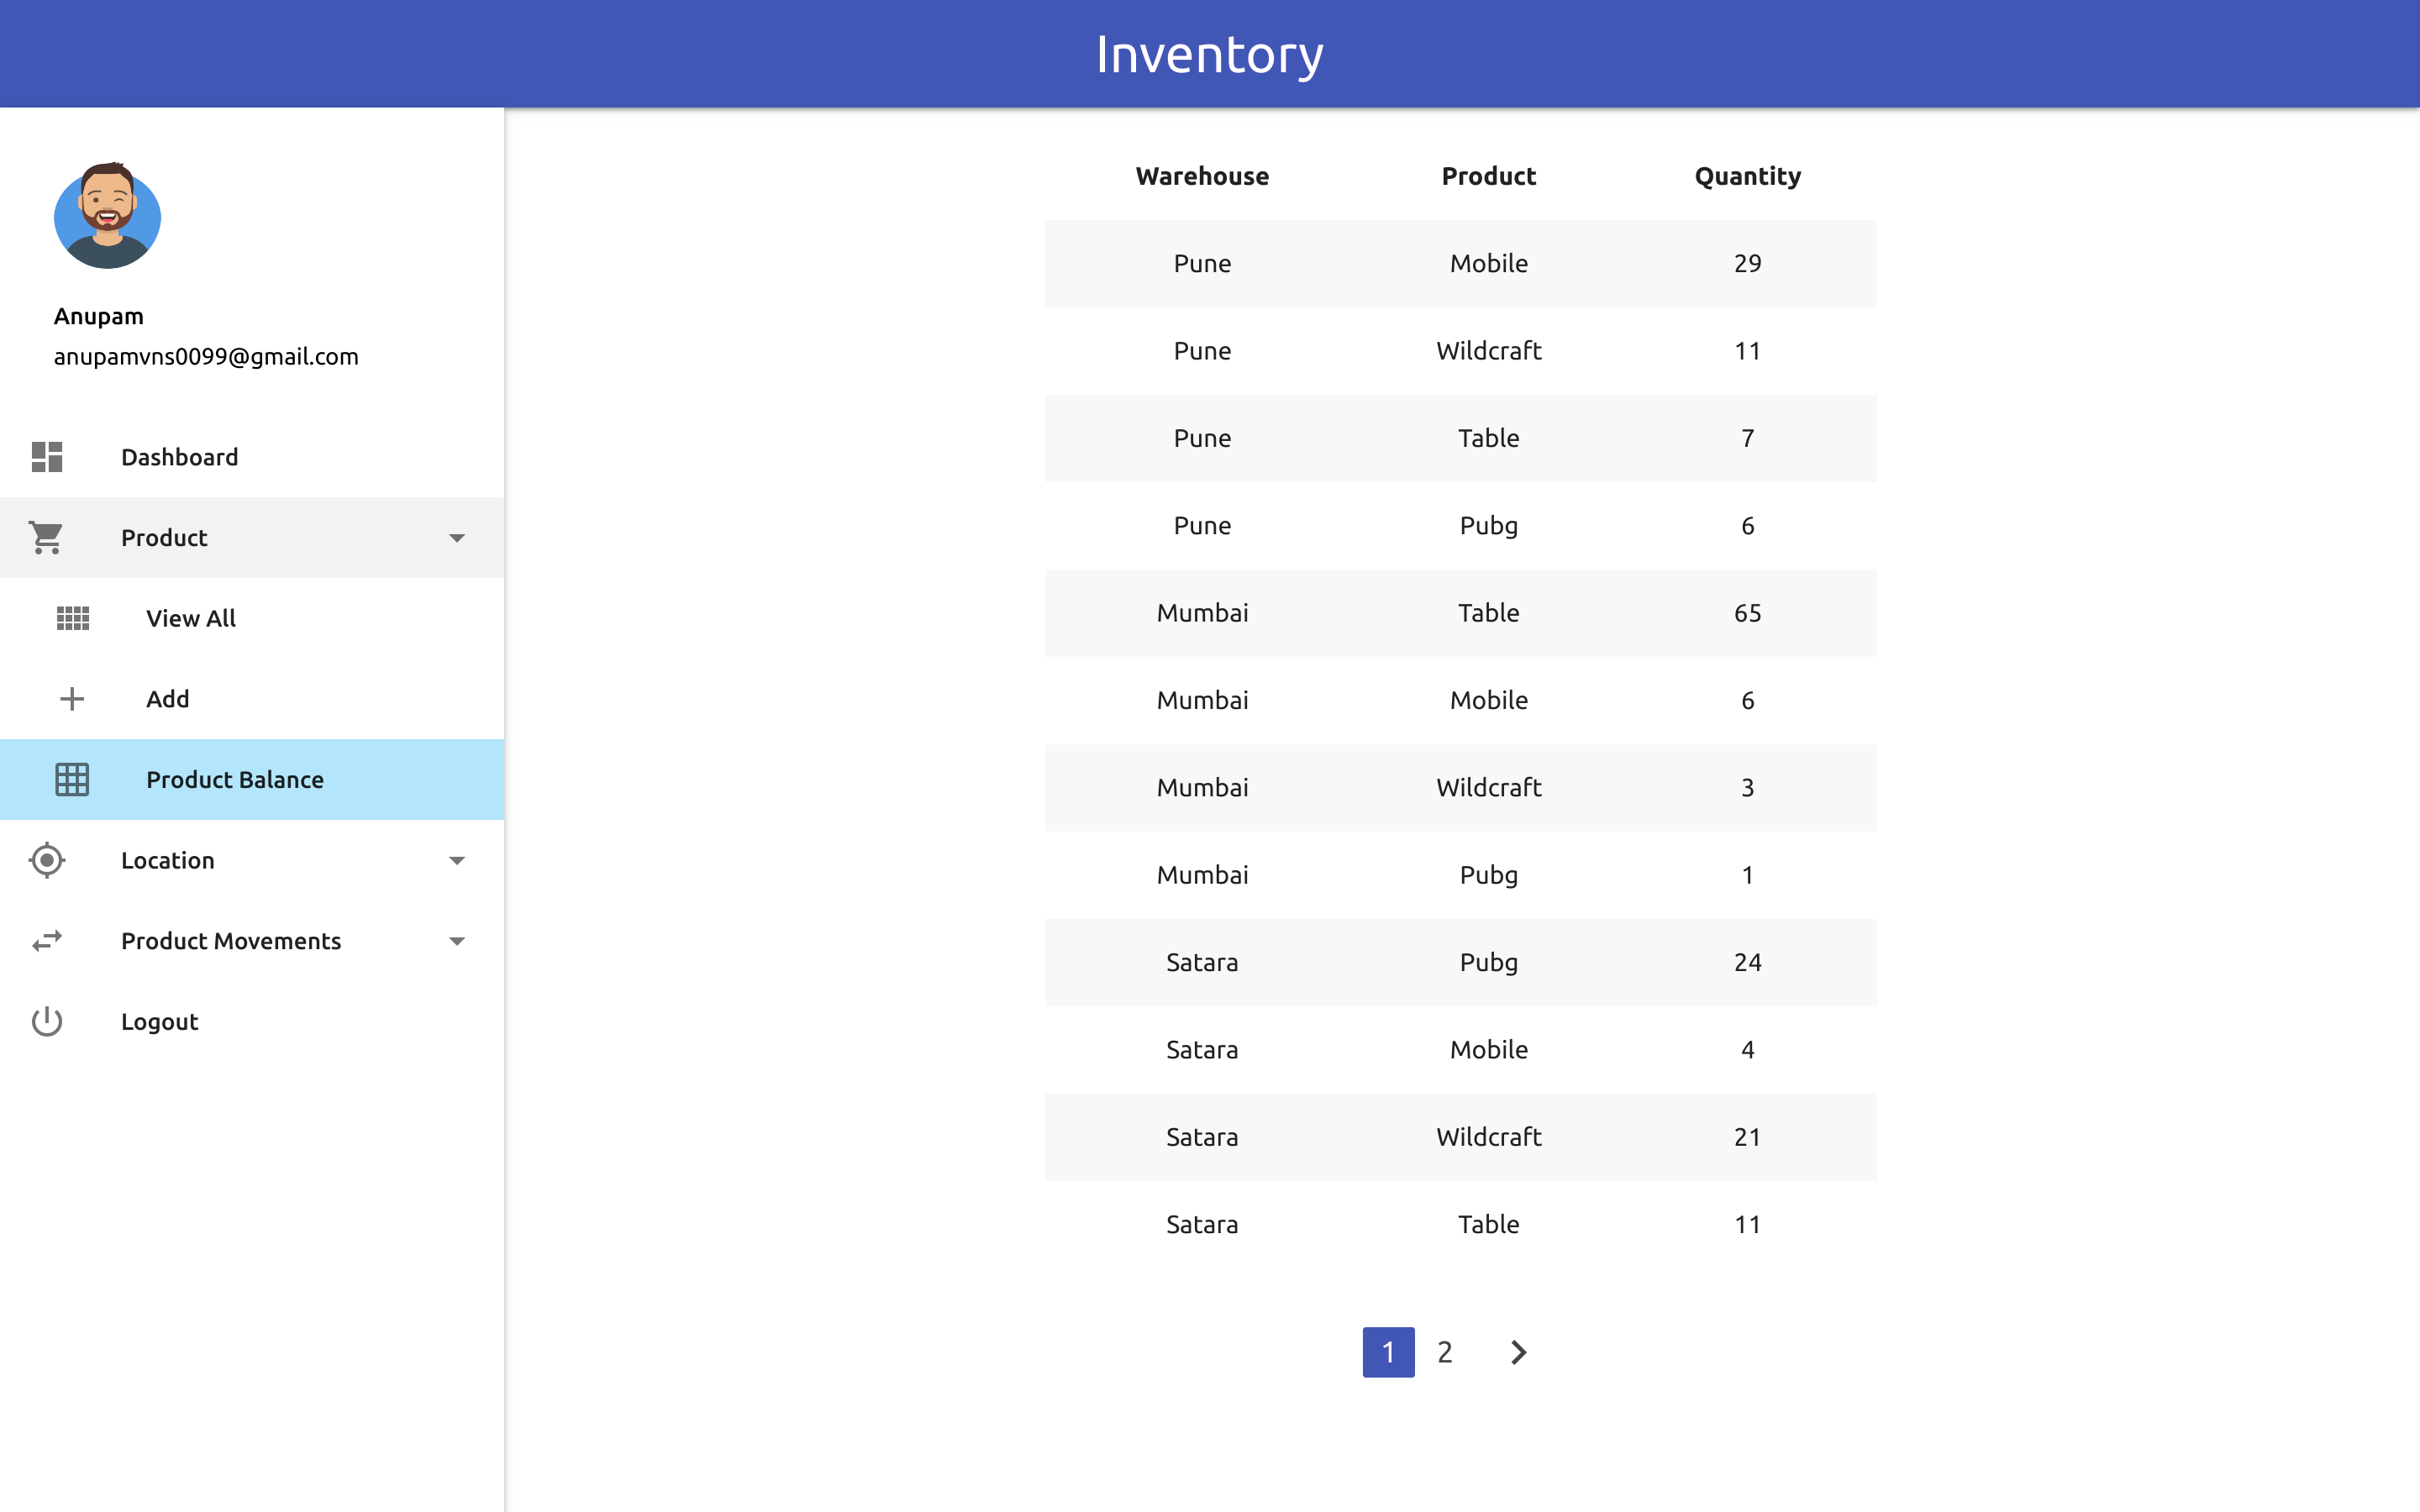 Inventory
Anupam
anupamvns0099@gmail.com
Dashboard
Product
View All
Add
Product Balance
Location
Product Movements
Logout
Warehouse Product Quantity
Pune Mobile 29
Pune Wildcraft 11
Pune Table 7
Pune Pubg 6
Mumbai Table 65
Mumbai Mobile 6
Mumbai Wildcraft 3
Mumbai Pubg 1
Satara Pubg 24
Satara Mobile 4
Satara Wildcraft 21
Satara Table 11
1 2